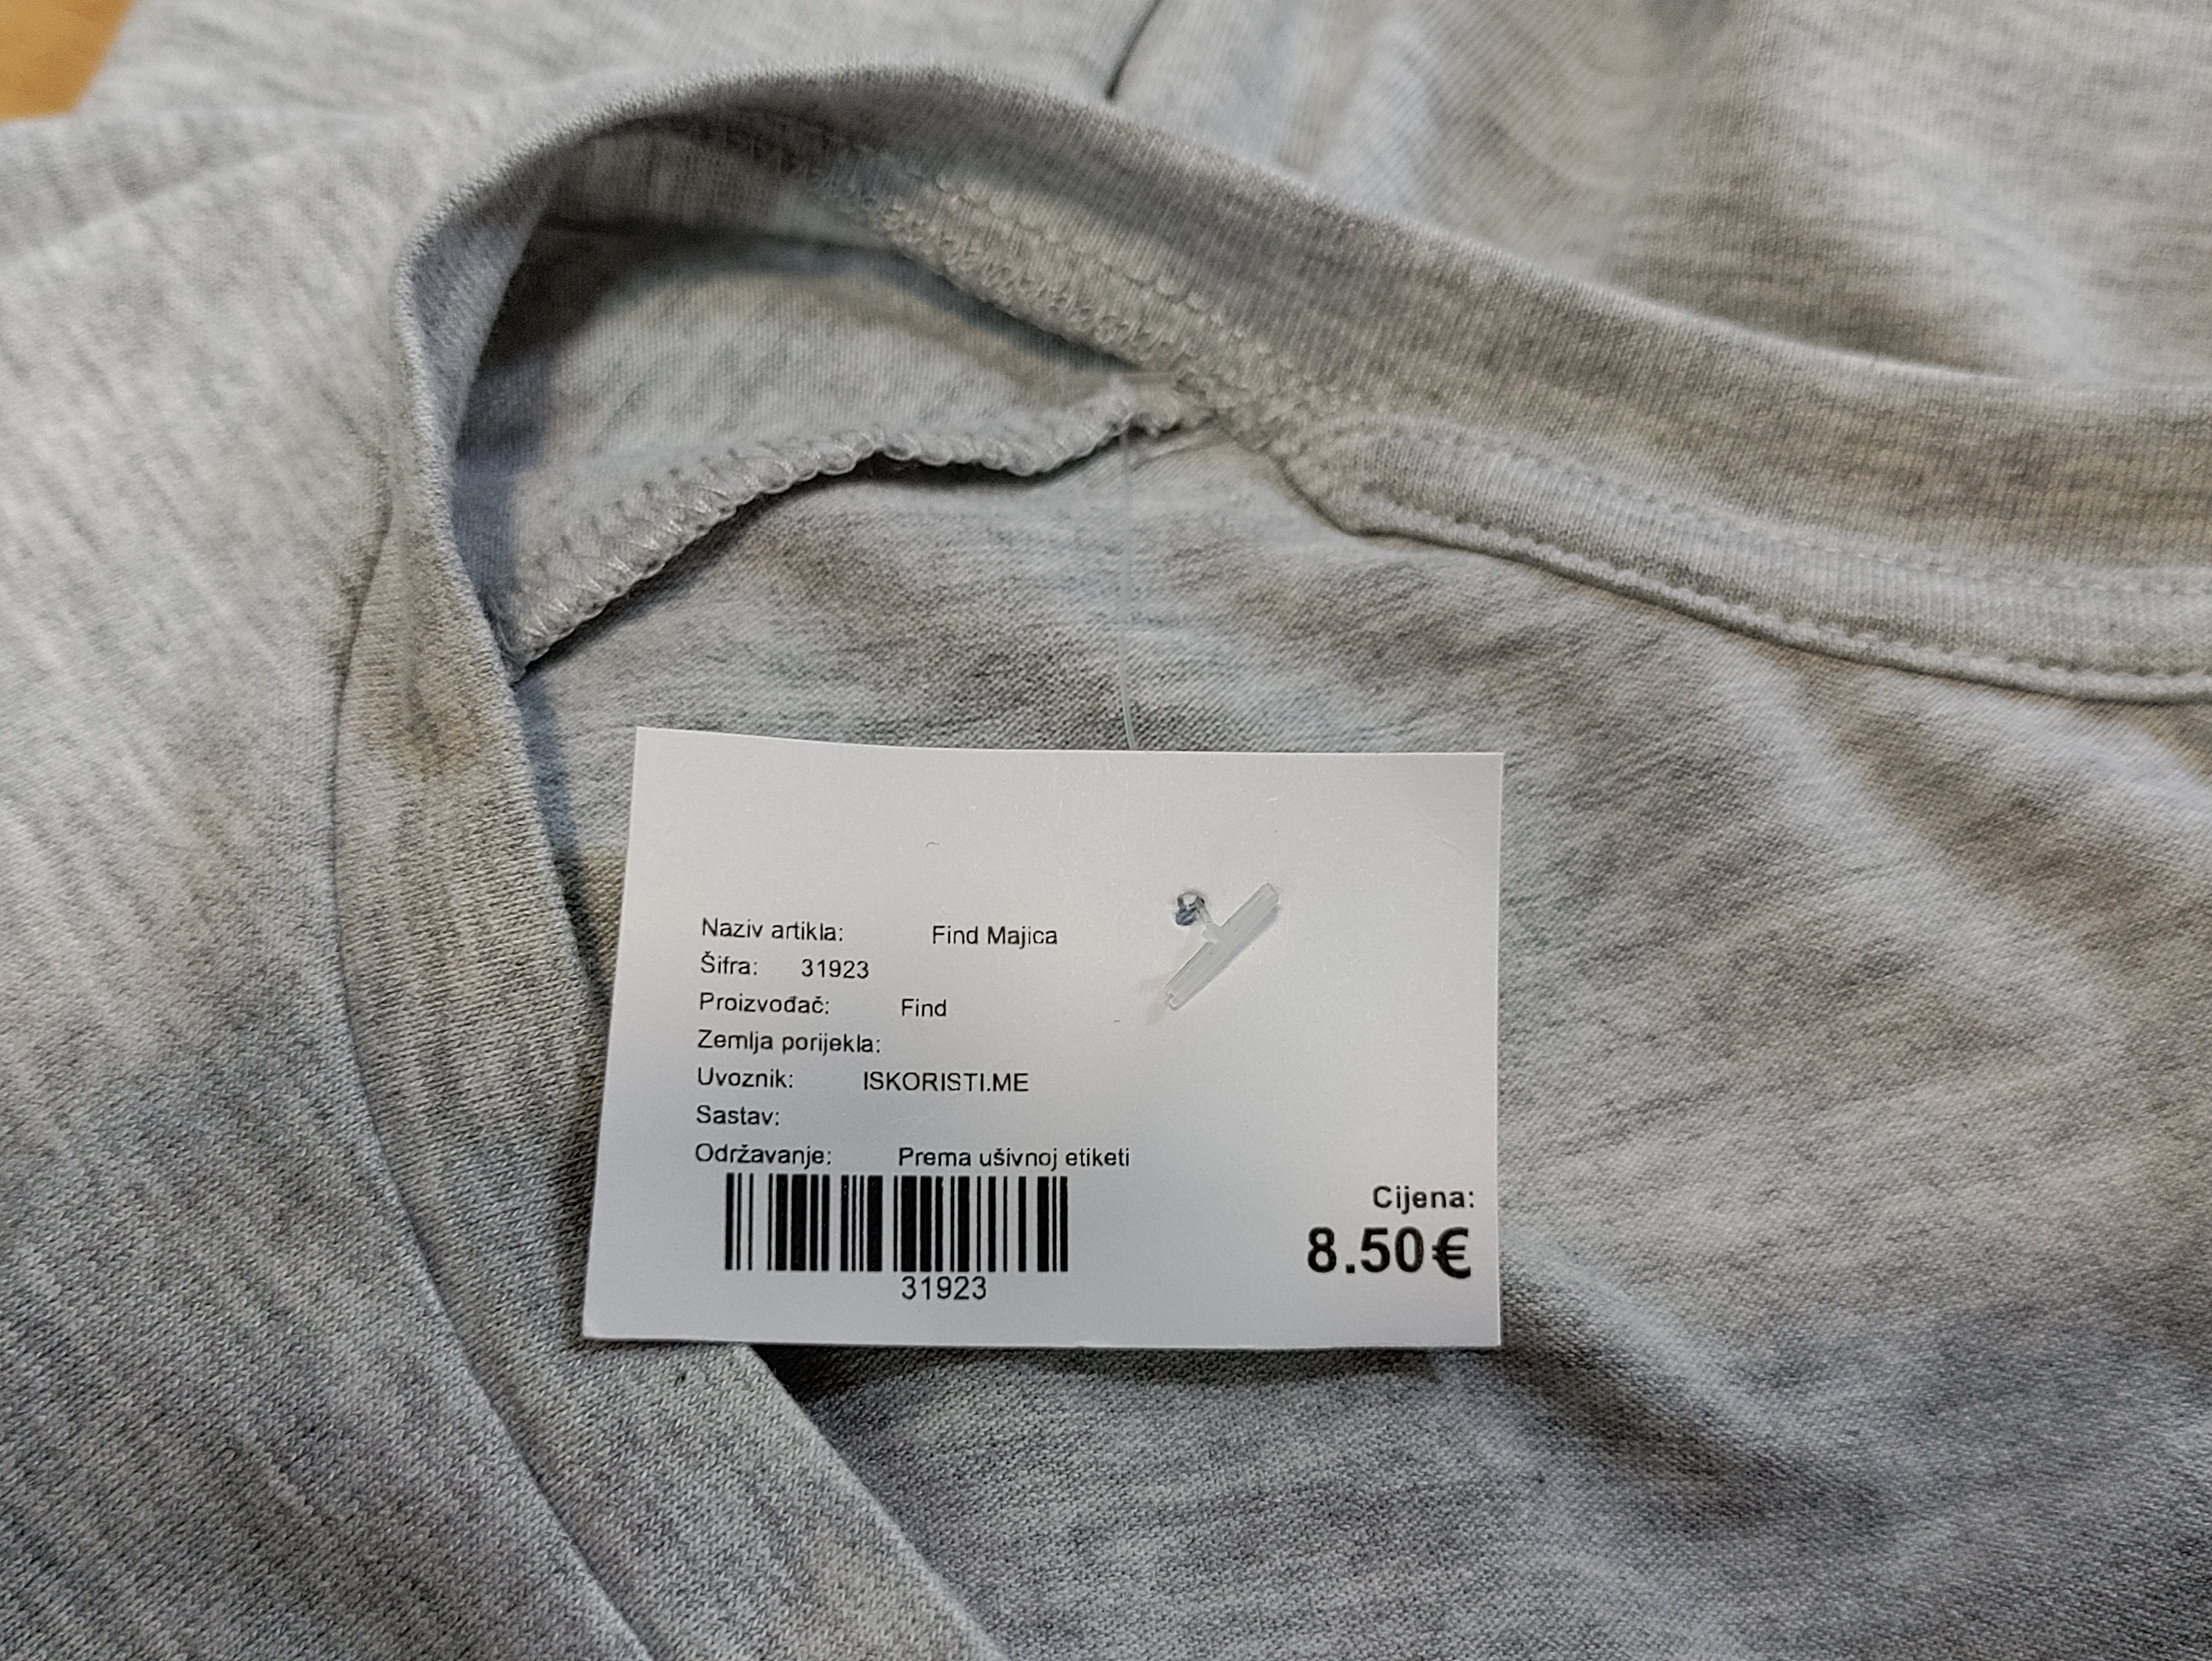 Naziv artikla: Find Majica
Šifra: 31923
Proizvođač: Find
Zemlja porijekla:
Uvoznik: ISKORISTI.ME
Sastav:
Održavanje: Prema ušivnoj etiketi
31923
Cijena:
8.50€